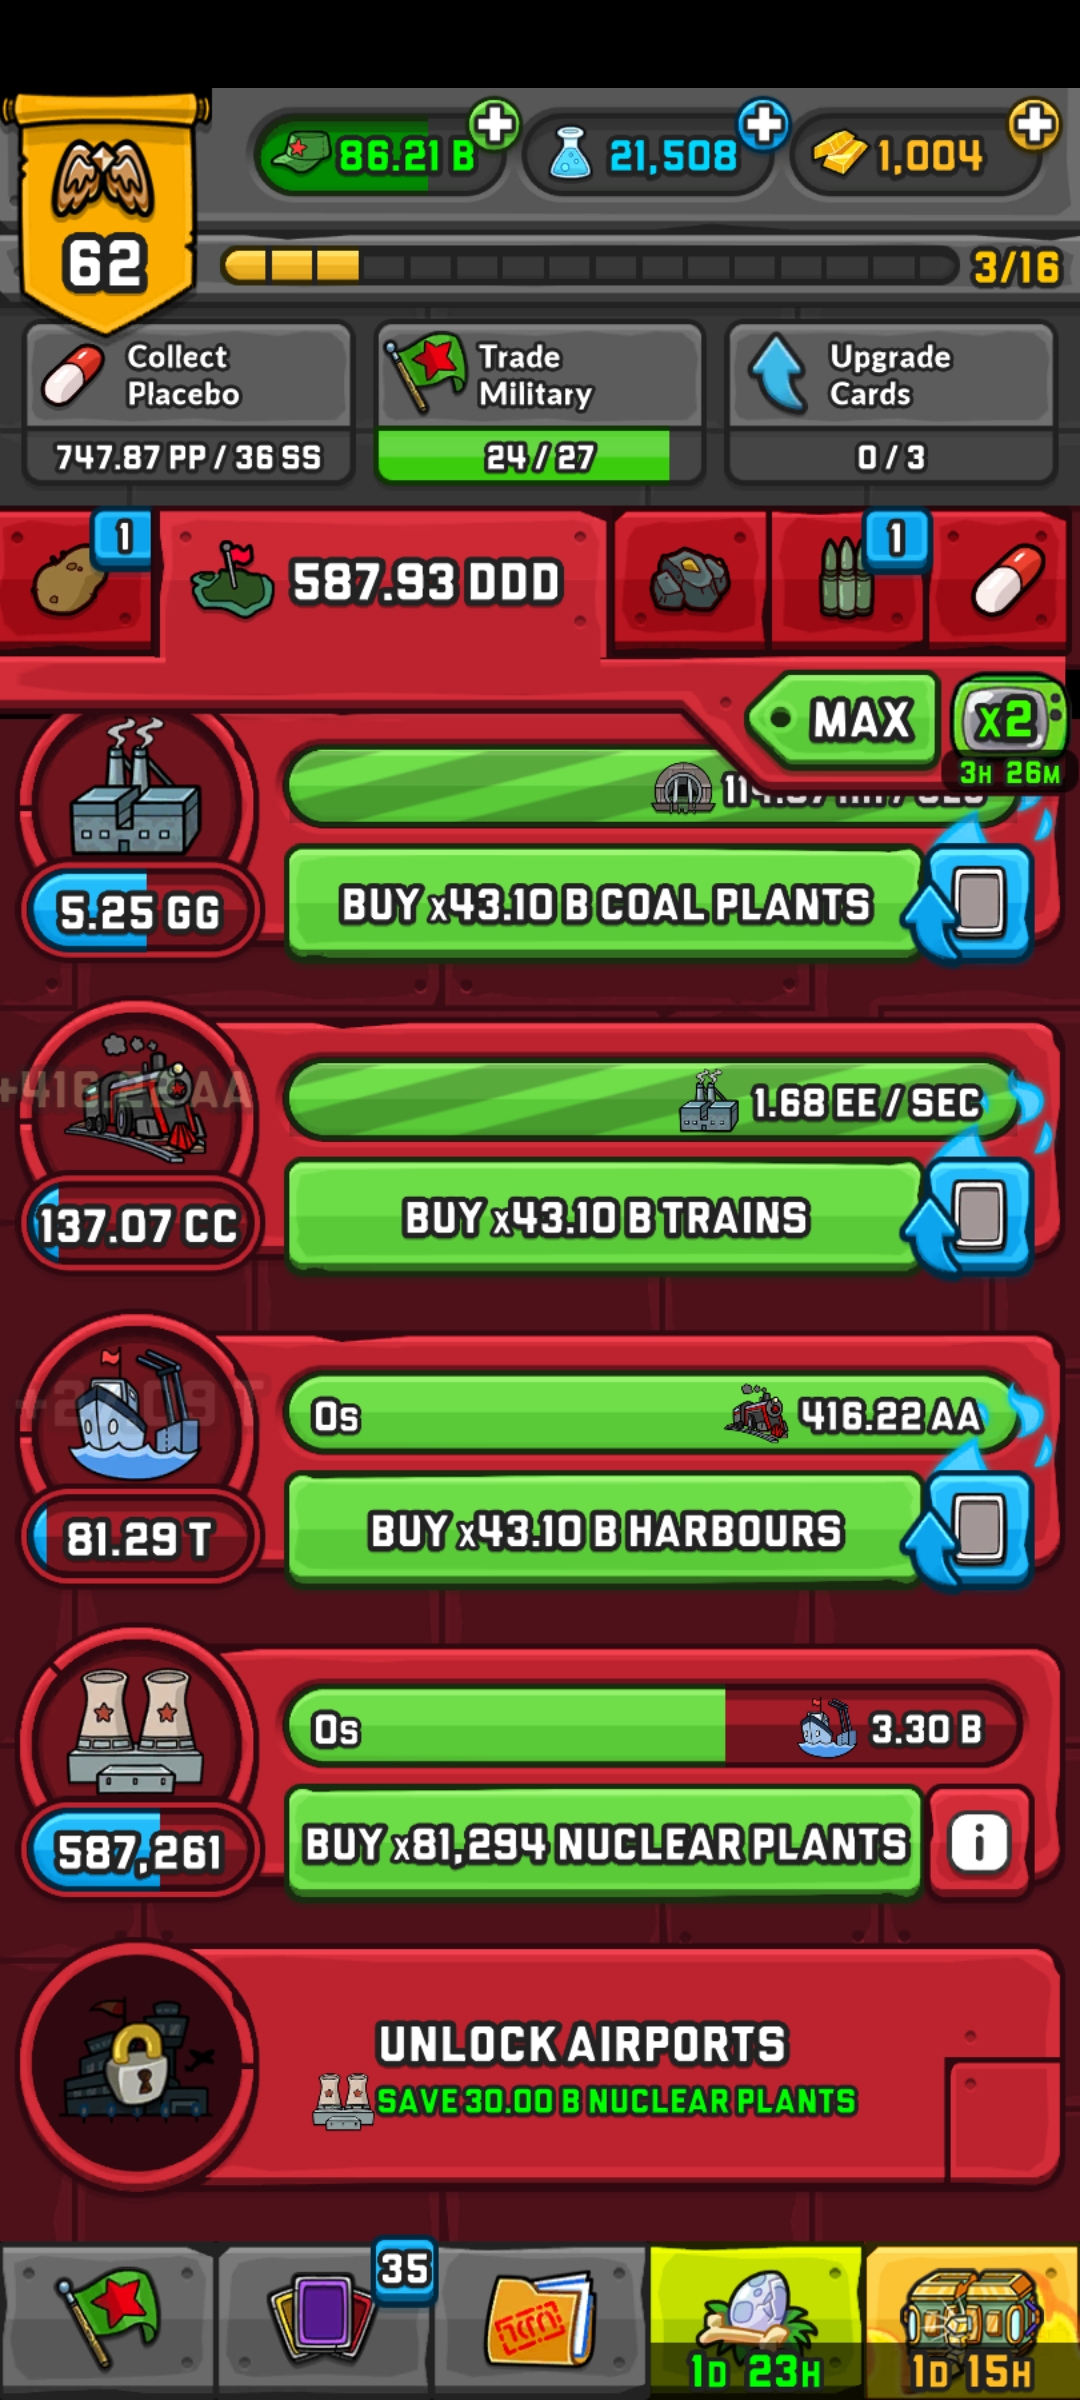 86.21 B
21,508
1,004
62
3/16
Collect
Placebo
747.87 PP / 36 SS
Trade
Military
24 / 27
Upgrade
Cards
0 / 3
1
587.93 DDD
1
MAX
x2
3H 26M
5.25 GG
BUY x43.10 B COAL PLANTS
1.68 EE / SEC
137.07 CC
BUY x43.10 B TRAINS
0s
416.22 AA
81.29 T
BUY x43.10 B HARBOURS
0s
3.30 B
587,261
BUY x81,294 NUCLEAR PLANTS
i
UNLOCK AIRPORTS
SAVE 30.00 B NUCLEAR PLANTS
35
1D 23H
1D 15H